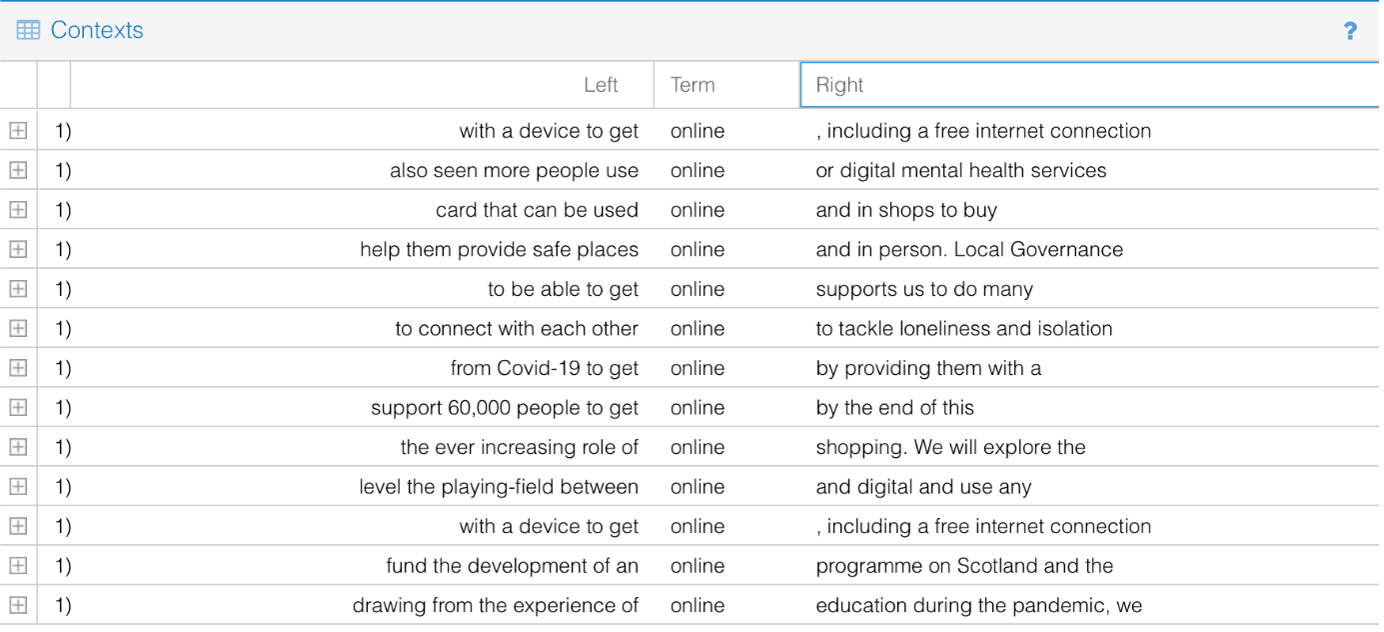 Contexts ?
Left Term Right
1) with a device to get online , including a free internet connection
1) also seen more people use online or digital mental health services
1) card that can be used online and in shops to buy
1) help them provide safe places online and in person. Local Governance
1) to be able to get online supports us to do many
1) to connect with each other online to tackle loneliness and isolation
1) from Covid-19 to get online by providing them with a
1) support 60,000 people to get online by the end of this
1) the ever increasing role of online shopping. We will explore the
1) level the playing-field between online and digital and use any
1) with a device to get online , including a free internet connection
1) fund the development of an online programme on Scotland and the
1) drawing from the experience of online education during the pandemic, we